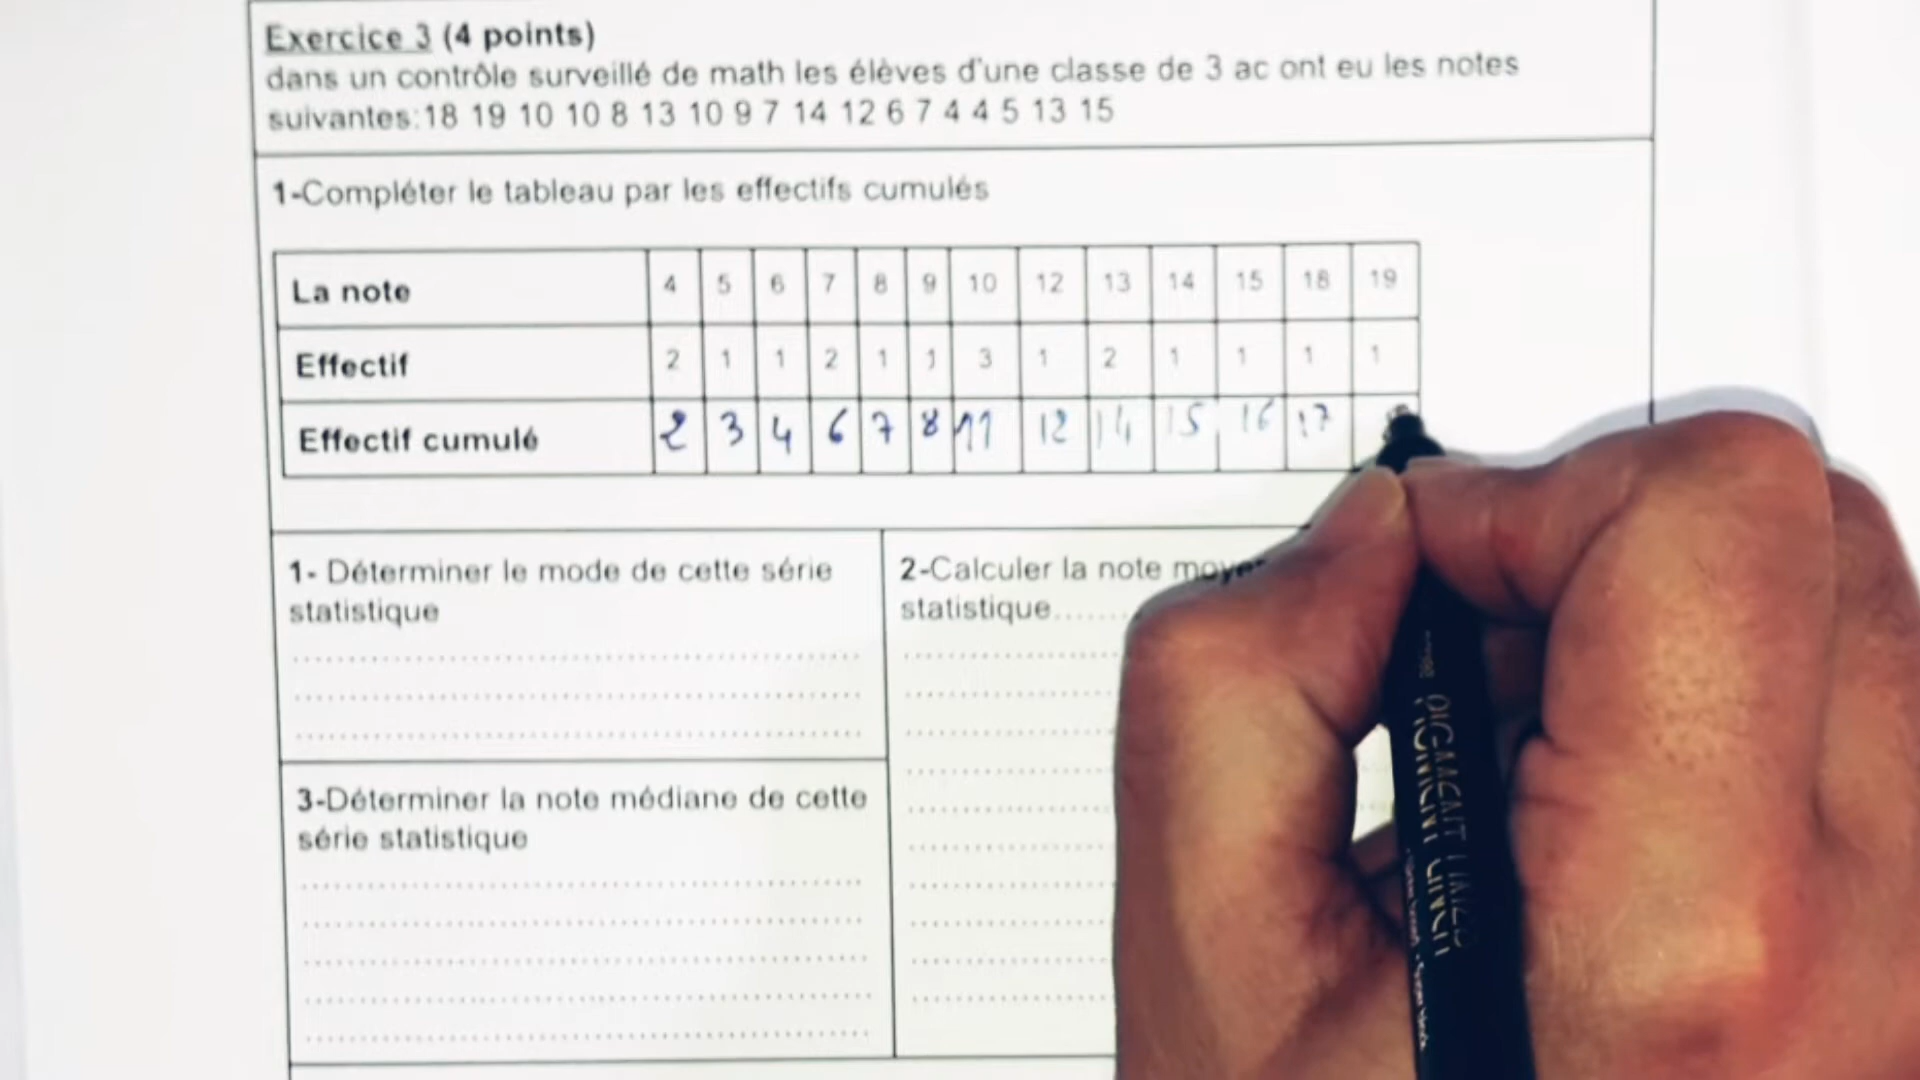 Exercice 3 (4 points)
dans un contrôle surveillé de math les élèves d'une classe de 3 ac ont eu les notes
suivantes:18 19 10 10 8 13 10 9 7 14 12 6 7 4 4 5 13 15
1-Compléter le tableau par les effectifs cumulés
La note 4 5 6 7 8 9 10 12 13 14 15 18 19
Effectif 2 1 1 2 1 1 3 1 2 1 1 1 1
Effectif cumulé 2 3 4 6 7 8 11 12 14 15 16 17
1- Déterminer le mode de cette série
statistique
2-Calculer la note
statistique........
3-Déterminer la note médiane de cette
série statistique
PIGMENT LINER